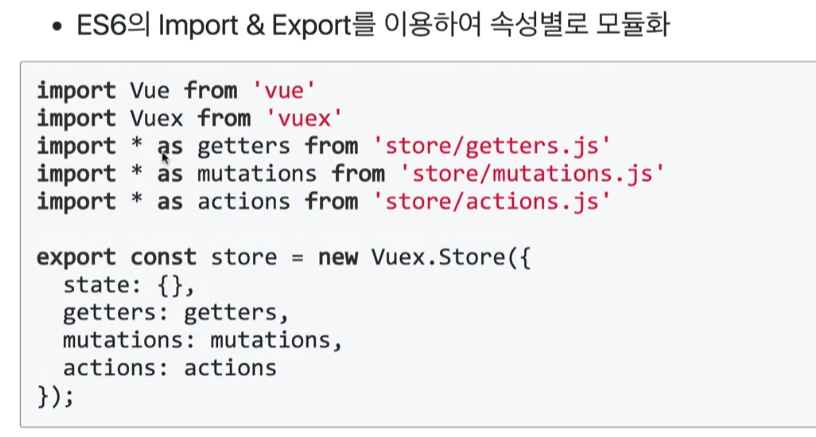 • ES6의 Import & Export를 이용하여 속성별로 모듈화
import Vue from 'vue'
import Vuex from 'vuex'
import * as getters from 'store/getters.js'
import * as mutations from 'store/mutations.js'
import * as actions from 'store/actions.js'

export const store = new Vuex.Store({
  state: {},
  getters: getters,
  mutations: mutations,
  actions: actions
});